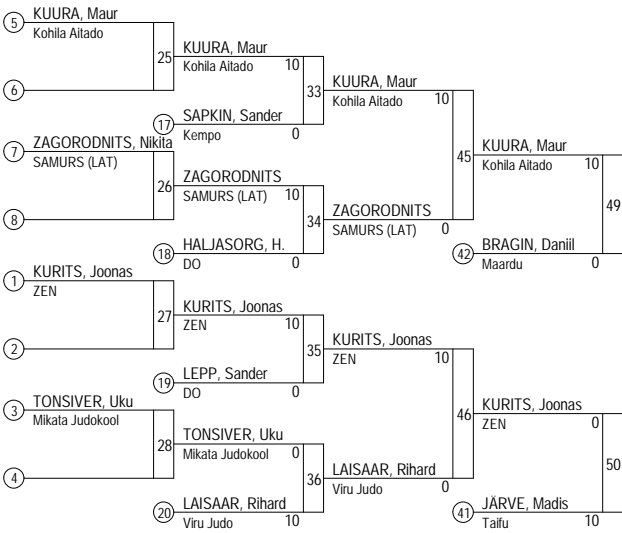 5 KUURA, Maur
Kohila Aitado
25 KUURA, Maur
Kohila Aitado 10
6
33 KUURA, Maur
Kohila Aitado 10
17 SAPKIN, Sander
Kempo 0
7 ZAGORODNITS, Nikita
SAMURS (LAT)
26 ZAGORODNITS
SAMURS (LAT) 10
8
34 ZAGORODNITS
SAMURS (LAT) 0
18 HALJASORG, H.
DO 0
45 KUURA, Maur
Kohila Aitado 10
49
42 BRAGIN, Daniil
Maardu 0
1 KURITS, Joonas
ZEN
27 KURITS, Joonas
ZEN 10
2
35 KURITS, Joonas
ZEN 10
19 LEPP, Sander
DO 0
3 TONSIVER, Uku
Mikata Judokool
28 TONSIVER, Uku
Mikata Judokool 0
4
36 LAISAAR, Rihard
Viru Judo 0
20 LAISAAR, Rihard
Viru Judo 10
46 KURITS, Joonas
ZEN 0
50
41 JÄRVE, Madis
Taifu 10